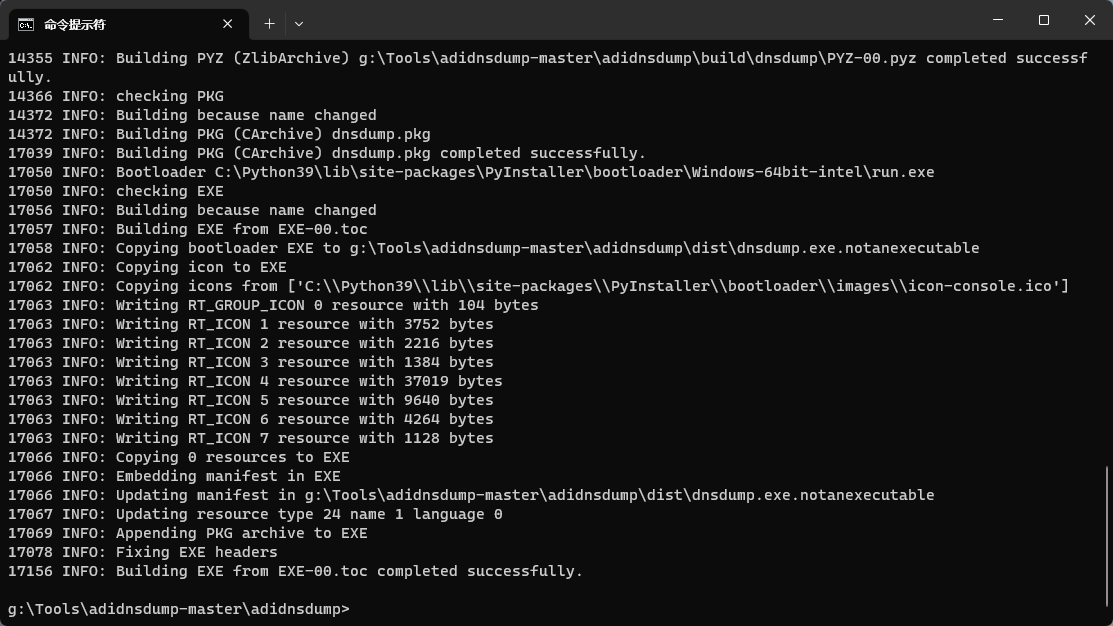 命令提示符
14355 INFO: Building PYZ (ZlibArchive) g:\Tools\adidnsdump-master\adidnsdump\build\dnsdump\PYZ-00.pyz completed successf
ully.
14366 INFO: checking PKG
14372 INFO: Building because name changed
14372 INFO: Building PKG (CArchive) dnsdump.pkg
17039 INFO: Building PKG (CArchive) dnsdump.pkg completed successfully.
17050 INFO: Bootloader C:\Python39\lib\site-packages\PyInstaller\bootloader\Windows-64bit-intel\run.exe
17050 INFO: checking EXE
17056 INFO: Building because name changed
17057 INFO: Building EXE from EXE-00.toc
17058 INFO: Copying bootloader EXE to g:\Tools\adidnsdump-master\adidnsdump\dist\dnsdump.exe.notanexecutable
17062 INFO: Copying icon to EXE
17062 INFO: Copying icons from ['C:\\Python39\\lib\\site-packages\\PyInstaller\\bootloader\\images\\icon-console.ico']
17063 INFO: Writing RT_GROUP_ICON 0 resource with 104 bytes
17063 INFO: Writing RT_ICON 1 resource with 3752 bytes
17063 INFO: Writing RT_ICON 2 resource with 2216 bytes
17063 INFO: Writing RT_ICON 3 resource with 1384 bytes
17063 INFO: Writing RT_ICON 4 resource with 37019 bytes
17063 INFO: Writing RT_ICON 5 resource with 9640 bytes
17063 INFO: Writing RT_ICON 6 resource with 4264 bytes
17063 INFO: Writing RT_ICON 7 resource with 1128 bytes
17066 INFO: Copying 0 resources to EXE
17066 INFO: Embedding manifest in EXE
17066 INFO: Updating manifest in g:\Tools\adidnsdump-master\adidnsdump\dist\dnsdump.exe.notanexecutable
17067 INFO: Updating resource type 24 name 1 language 0
17069 INFO: Appending PKG archive to EXE
17078 INFO: Fixing EXE headers
17156 INFO: Building EXE from EXE-00.toc completed successfully.
g:\Tools\adidnsdump-master\adidnsdump>